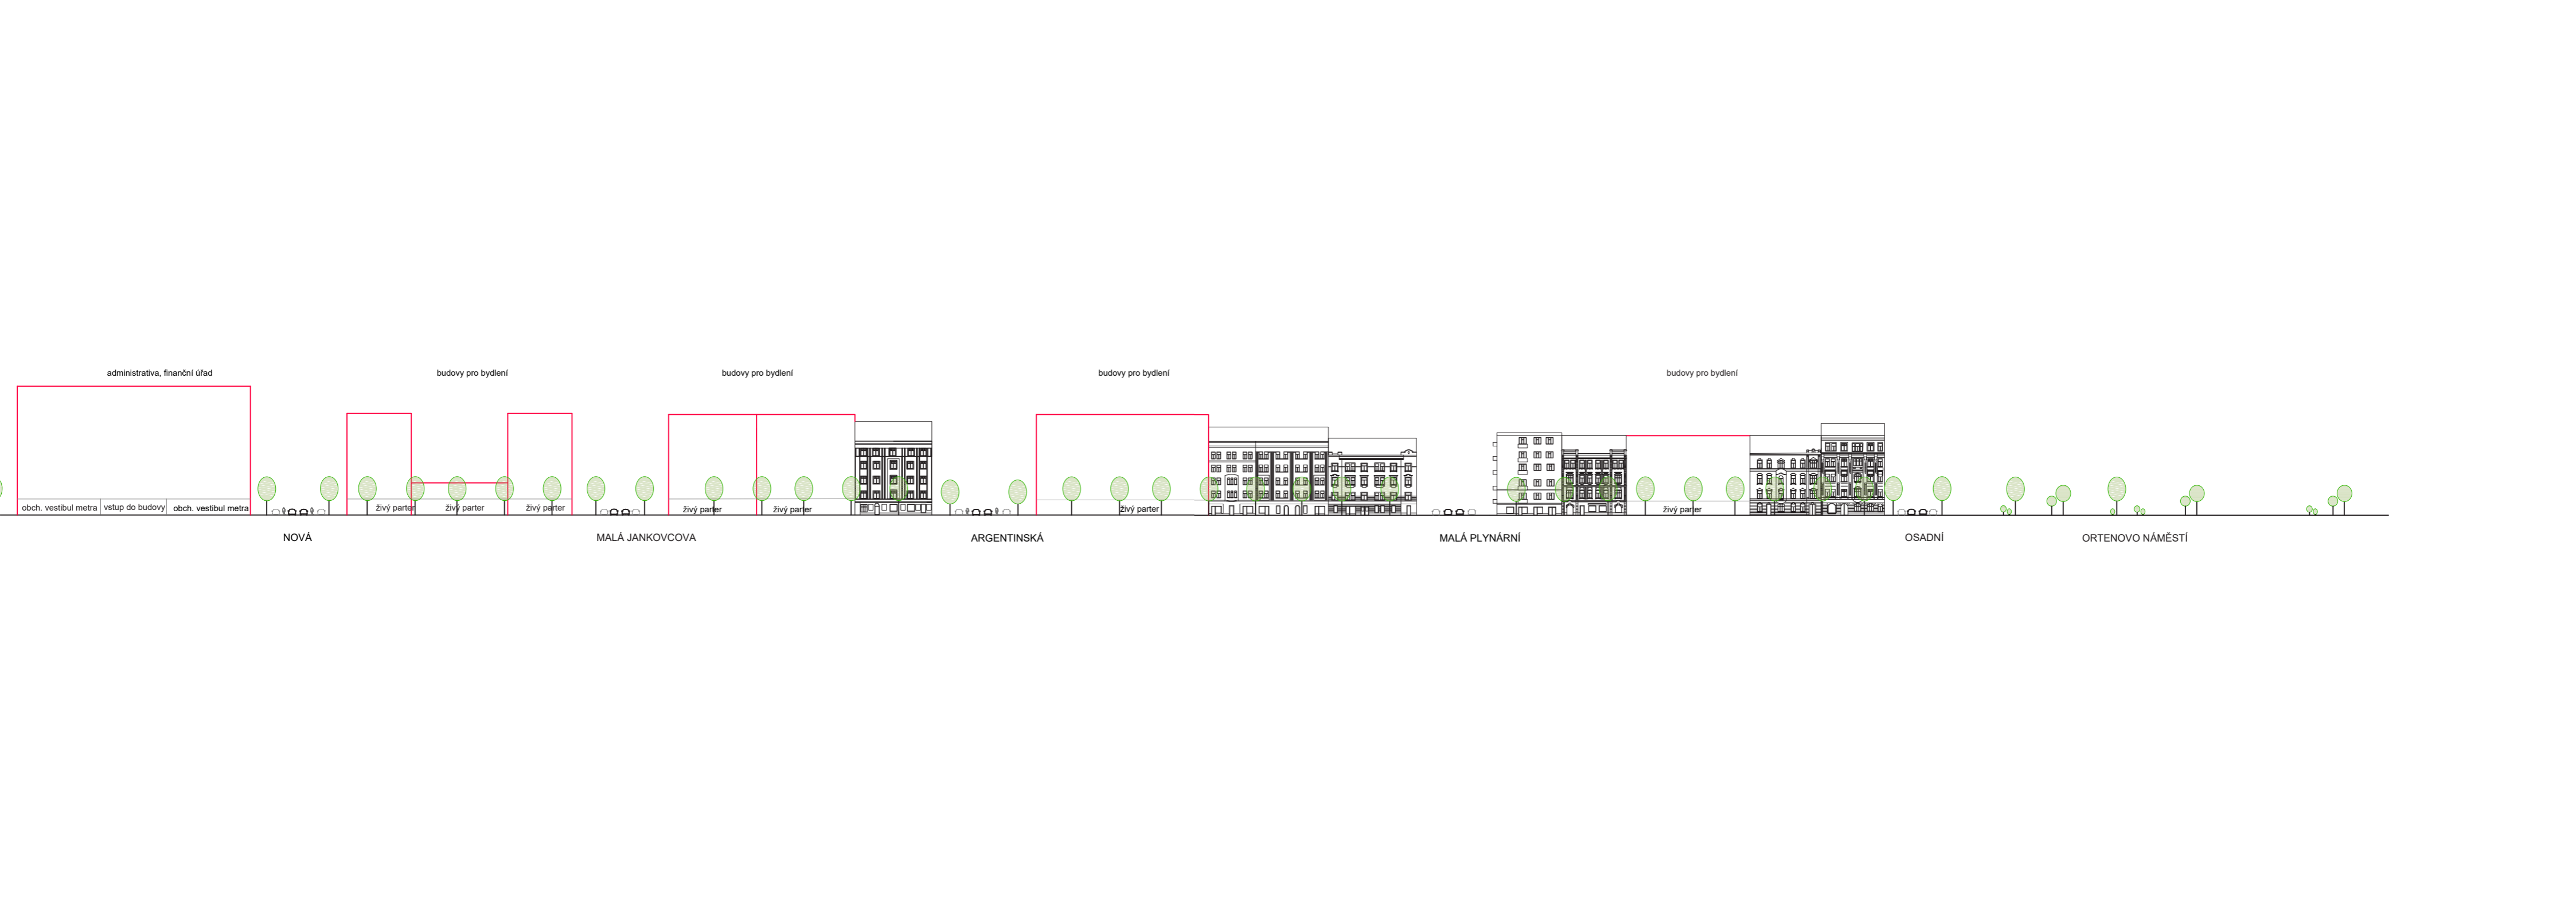 administrativa, finanční úřad
budovy pro bydlení
budovy pro bydlení
budovy pro bydlení
budovy pro bydlení
obch. vestibul metra
vstup do budovy
obch. vestibul metra
živý parter
živý parter
živý parter
živý parter
živý parter
živý parter
živý parter
NOVÁ
MALÁ JANKOVCOVA
ARGENTINSKÁ
MALÁ PLYNÁRNÍ
OSADNÍ
ORTENOVO NÁMĚSTÍ